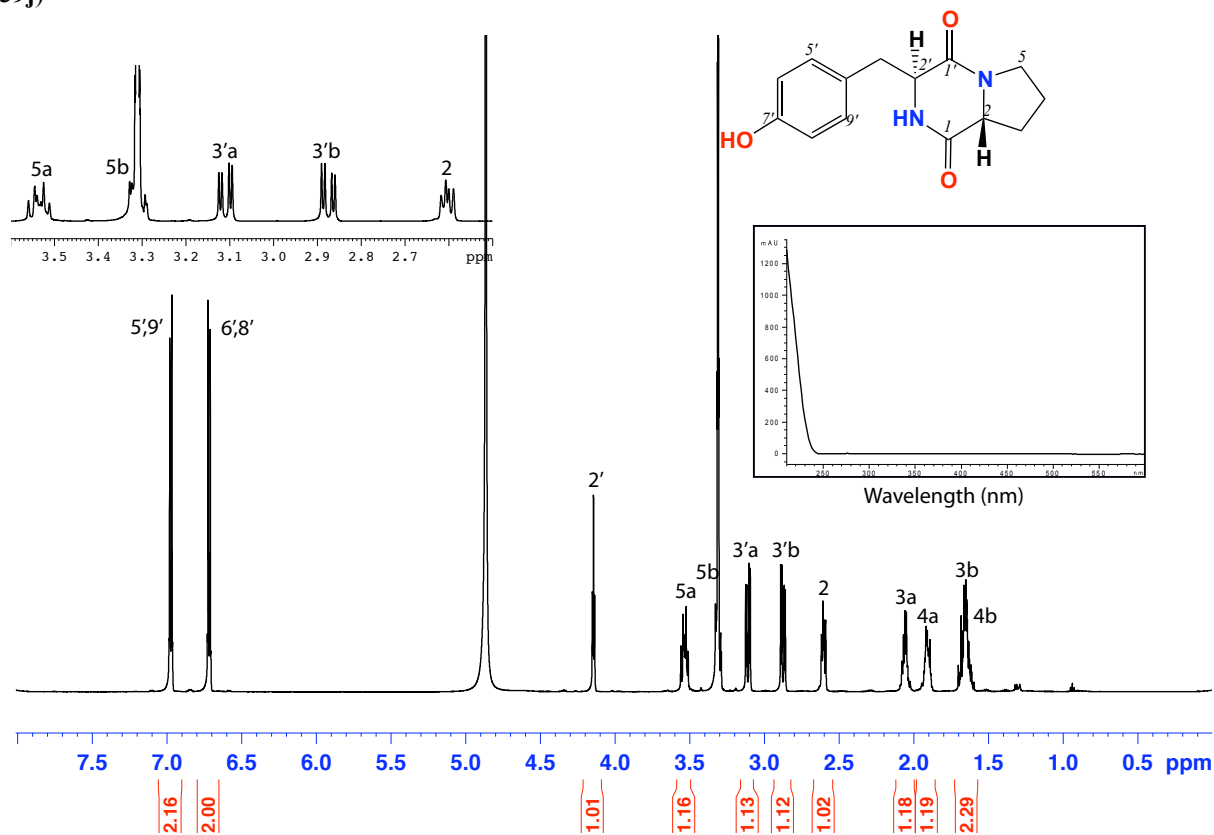 59j)
O
H
5'
2'
1'
5
N
7'
9'
HN
1
2
HO
H
O
5a
5b
3'a
3'b
2
3.5 3.4 3.3 3.2 3.1 3.0 2.9 2.8 2.7 ppm
mAU
1200
1000
800
600
400
200
0
250 300 350 400 450 500 550 nm
Wavelength (nm)
5',9'
6',8'
2'
5a
5b
3'a
3'b
2
3a
4a
3b
4b
7.5 7.0 6.5 6.0 5.5 5.0 4.5 4.0 3.5 3.0 2.5 2.0 1.5 1.0 0.5 ppm
2.16 2.00 1.01 1.16 1.13 1.12 1.02 1.18 1.19 2.29